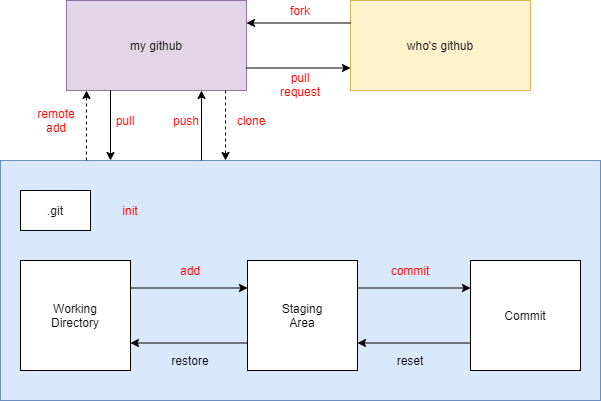 fork
my github
who's github
pull
request
remote
add
pull
push
clone
.git
init
add
commit
Working
Directory
Staging
Area
Commit
restore
reset